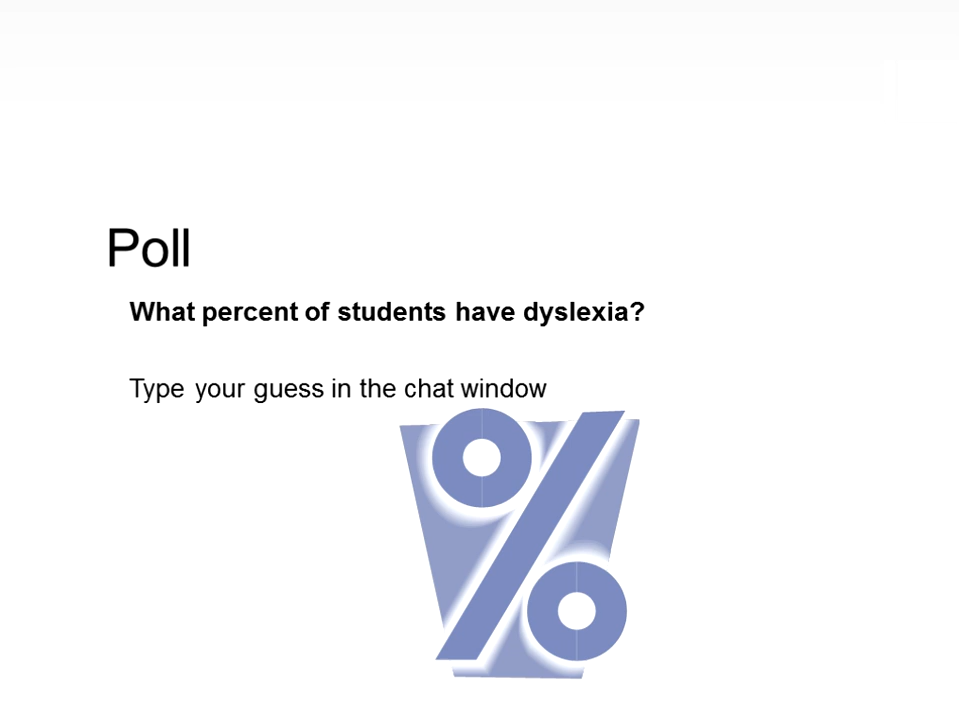 Poll
What percent of students have dyslexia?
Type your guess in the chat window
%